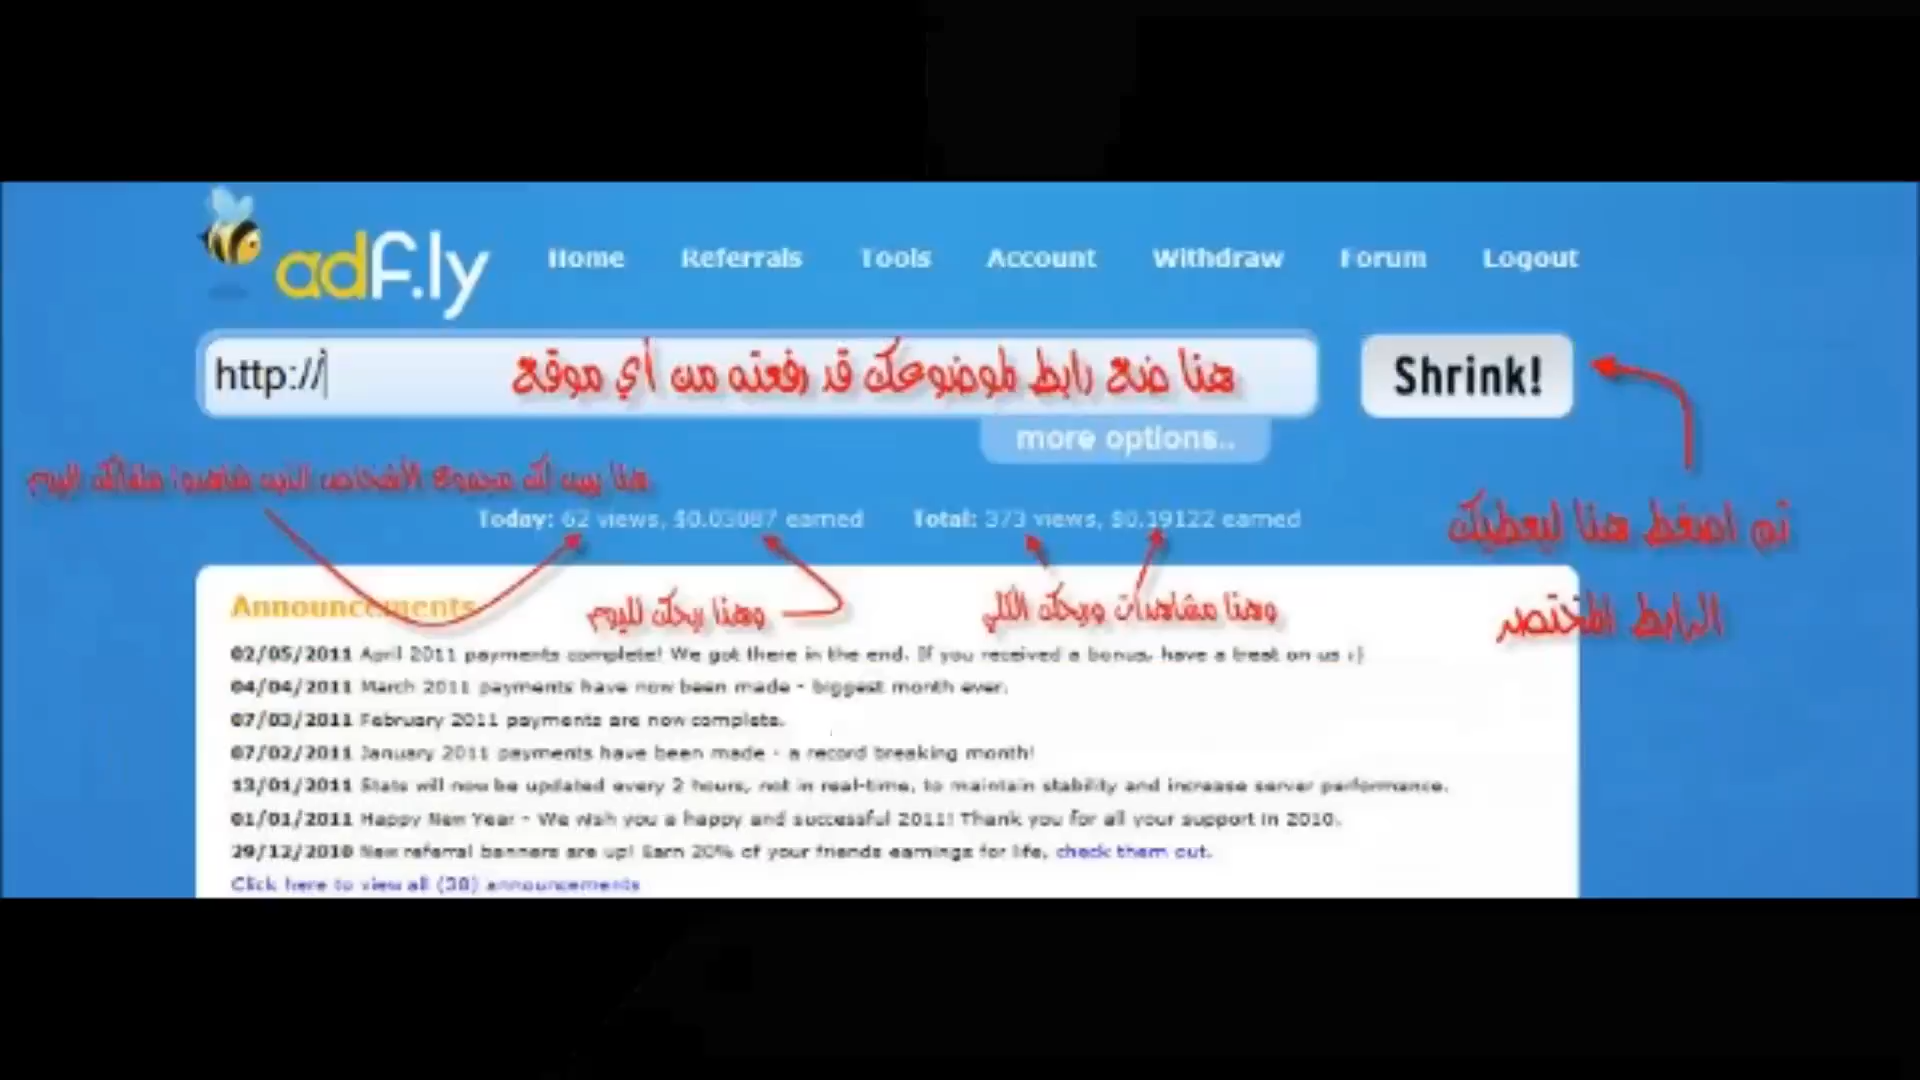 adf.ly
Home Referrals Tools Account Withdraw Forum Logout
http://
هنا ضع رابط لموضوعك قد رفعته من أي موقع
Shrink!
more options..
هنا يبين لك مجموع الأشخاص الذين شاهدوا مقالك اليوم
Today: 62 views, $0.03087 earned
Total: 373 views, $0.19122 earned
ثم اضغط هنا ليعطيك
الرابط المختصر
وهنا ربحك لليوم
وهنا مشاهدات وربحك الكلي
Announcements
02/05/2011 April 2011 payments complete! We got there in the end. If you received a bonus, have a treat on us :)
04/04/2011 March 2011 payments have now been made - biggest month ever.
07/03/2011 February 2011 payments are now complete.
07/02/2011 January 2011 payments have been made - a record breaking month!
13/01/2011 Stats will now be updated every 2 hours, not in real-time, to maintain stability and increase server performance.
01/01/2011 Happy New Year - We wish you a happy and successful 2011! Thank you for all your support in 2010.
29/12/2010 New referral banners are up! Earn 20% of your friends earnings for life, check them out.
Click here to view all (38) announcements